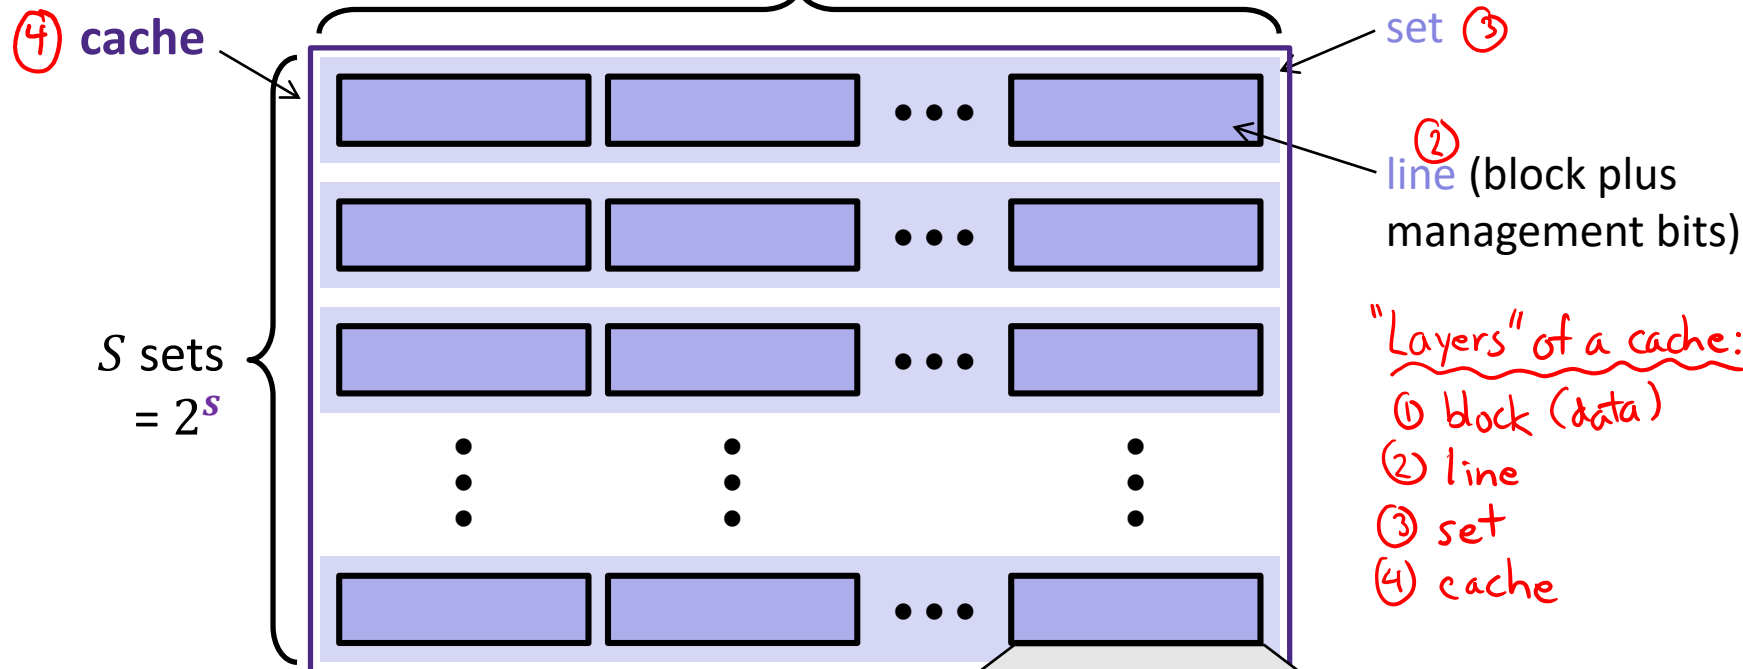 ④ cache
set ③
②
line (block plus
management bits)
S sets
= 2^s
"Layers" of a cache:
① block (data)
② line
③ set
④ cache